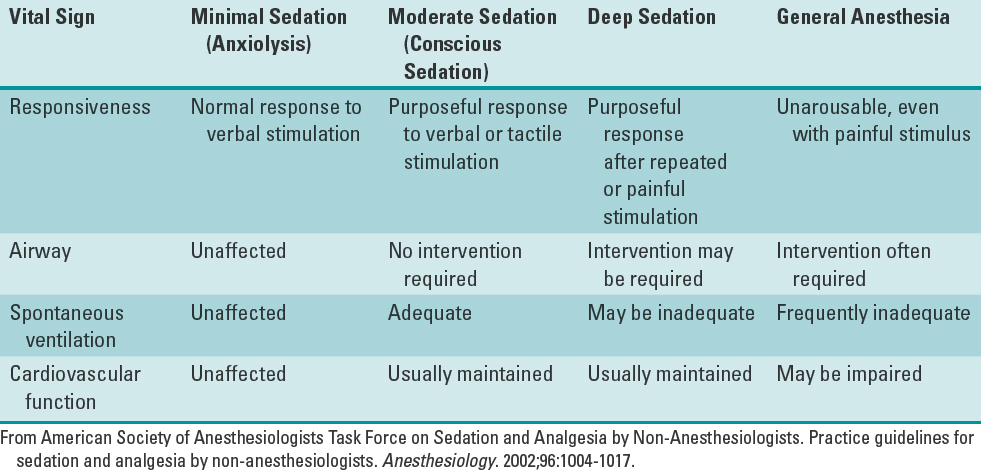 Vital Sign
Minimal Sedation
(Anxiolysis)
Moderate Sedation
(Conscious
Sedation)
Deep Sedation
General Anesthesia
Responsiveness
Normal response to
verbal stimulation
Purposeful response
to verbal or tactile
stimulation
Purposeful
response
after repeated
or painful
stimulation
Unarousable, even
with painful stimulus
Airway
Unaffected
No intervention
required
Intervention may
be required
Intervention often
required
Spontaneous
ventilation
Unaffected
Adequate
May be inadequate
Frequently inadequate
Cardiovascular
function
Unaffected
Usually maintained
Usually maintained
May be impaired
From American Society of Anesthesiologists Task Force on Sedation and Analgesia by Non-Anesthesiologists. Practice guidelines for
sedation and analgesia by non-anesthesiologists. Anesthesiology. 2002;96:1004-1017.